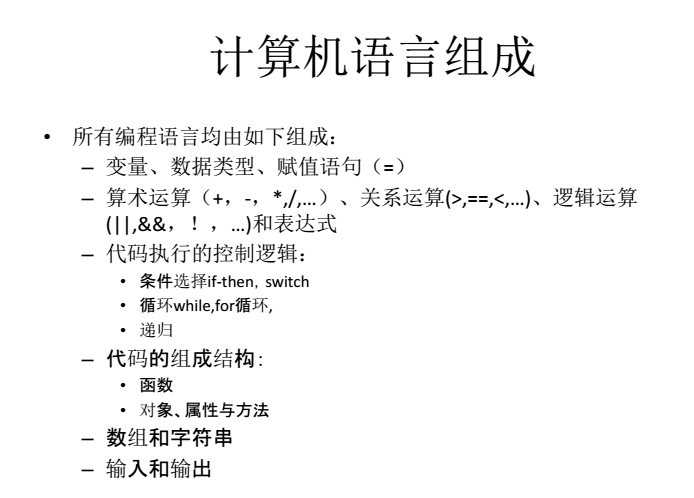 计算机语言组成
• 所有编程语言均由如下组成：
– 变量、数据类型、赋值语句（=）
– 算术运算（+，-，*,/,…）、关系运算(>,==,<,…)、逻辑运算
(||,&&，！，…)和表达式
– 代码执行的控制逻辑：
• 条件选择if-then，switch
• 循环while,for循环,
• 递归
– 代码的组成结构：
• 函数
• 对象、属性与方法
– 数组和字符串
– 输入和输出